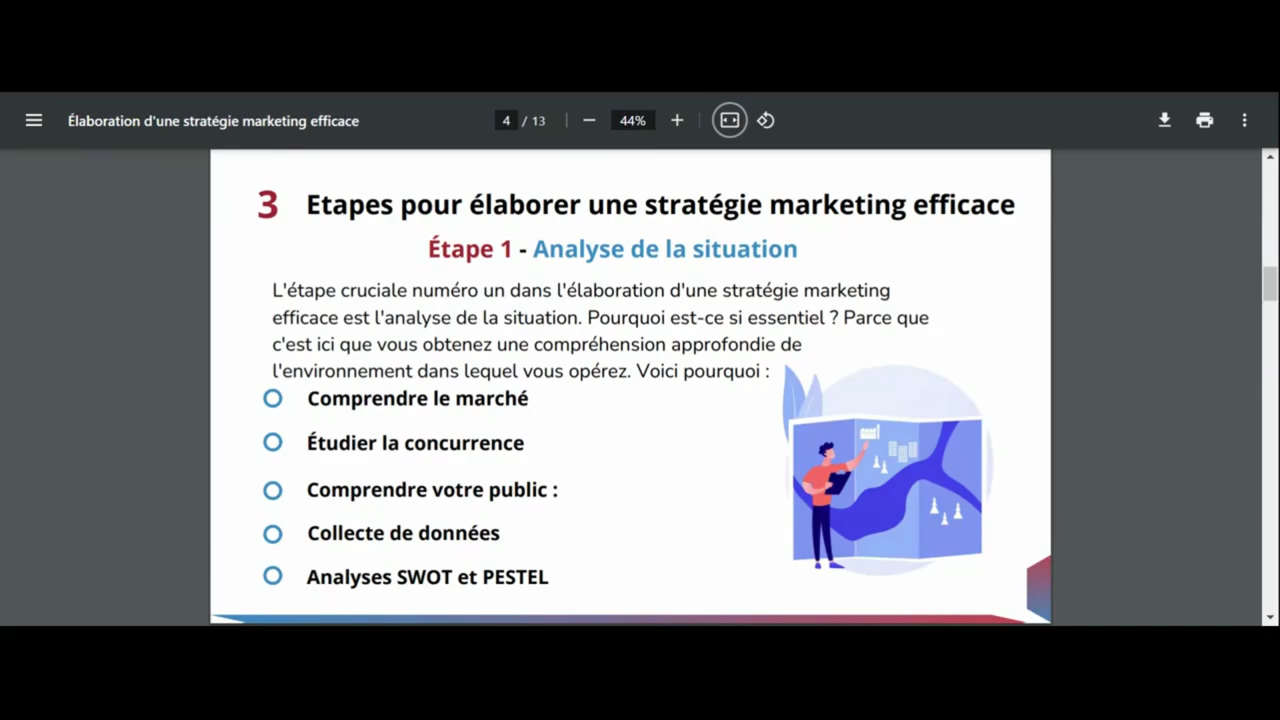 Élaboration d'une stratégie marketing efficace
4 / 13
44%
3 Etapes pour élaborer une stratégie marketing efficace
Étape 1 - Analyse de la situation
L'étape cruciale numéro un dans l'élaboration d'une stratégie marketing
efficace est l'analyse de la situation. Pourquoi est-ce si essentiel ? Parce que
c'est ici que vous obtenez une compréhension approfondie de
l'environnement dans lequel vous opérez. Voici pourquoi :
Comprendre le marché
Étudier la concurrence
Comprendre votre public :
Collecte de données
Analyses SWOT et PESTEL